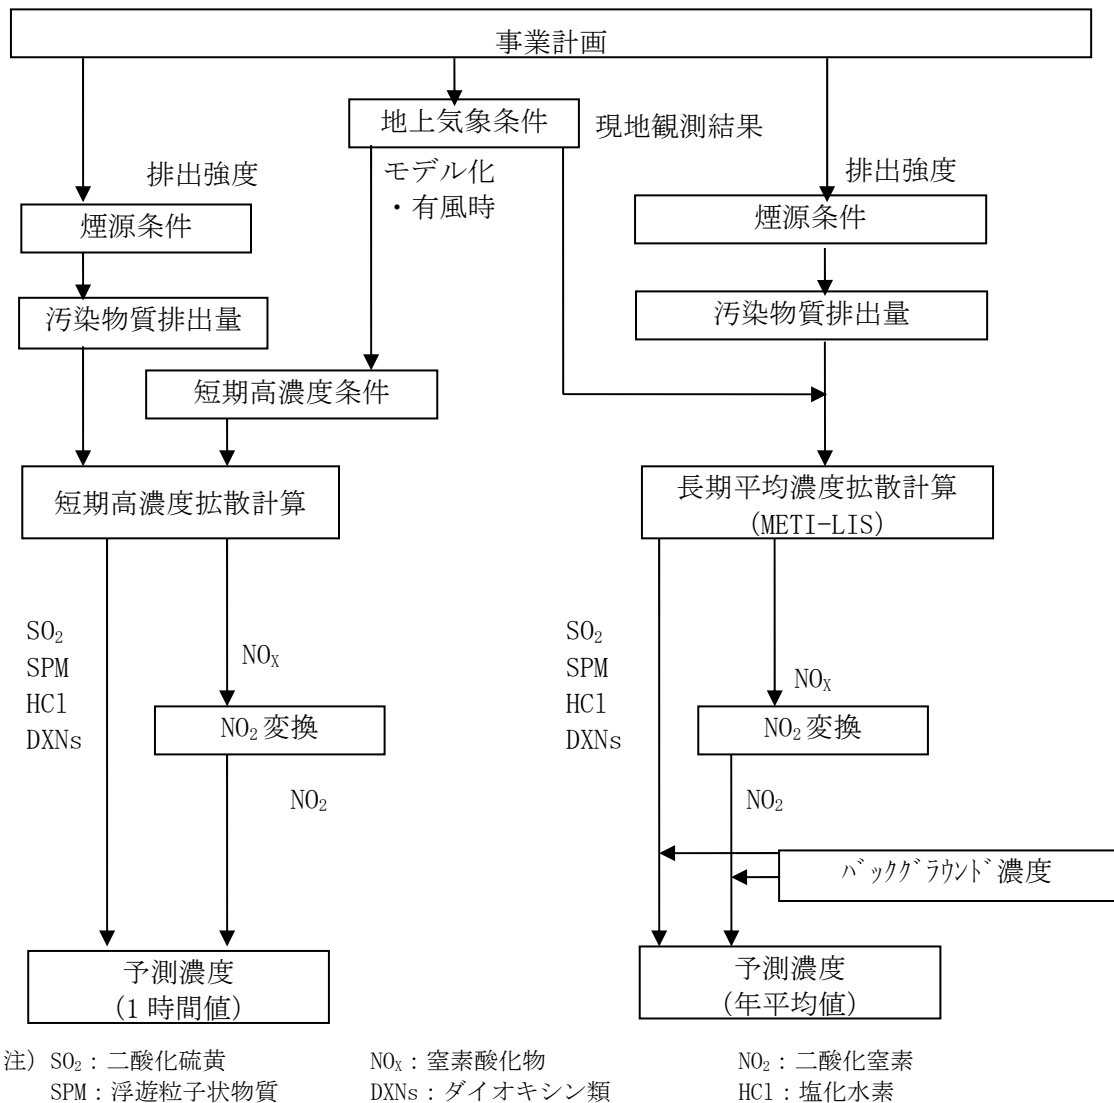 事業計画
地上気象条件
現地観測結果
排出強度
モデル化
・有風時
排出強度
煙源条件
煙源条件
汚染物質排出量
汚染物質排出量
短期高濃度条件
短期高濃度拡散計算
長期平均濃度拡散計算
(METI-LIS)
SO₂
SPM
HCl
DXNs
NOX
NO₂変換
NO₂
SO₂
SPM
HCl
DXNs
NOX
NO₂変換
NO₂
ﾊﾞｯｸｸﾞﾗｳﾝﾄﾞ濃度
予測濃度
(1時間値)
予測濃度
(年平均値)
注) SO₂：二酸化硫黄 NOX：窒素酸化物 NO₂：二酸化窒素
SPM：浮遊粒子状物質 DXNs：ダイオキシン類 HCl：塩化水素